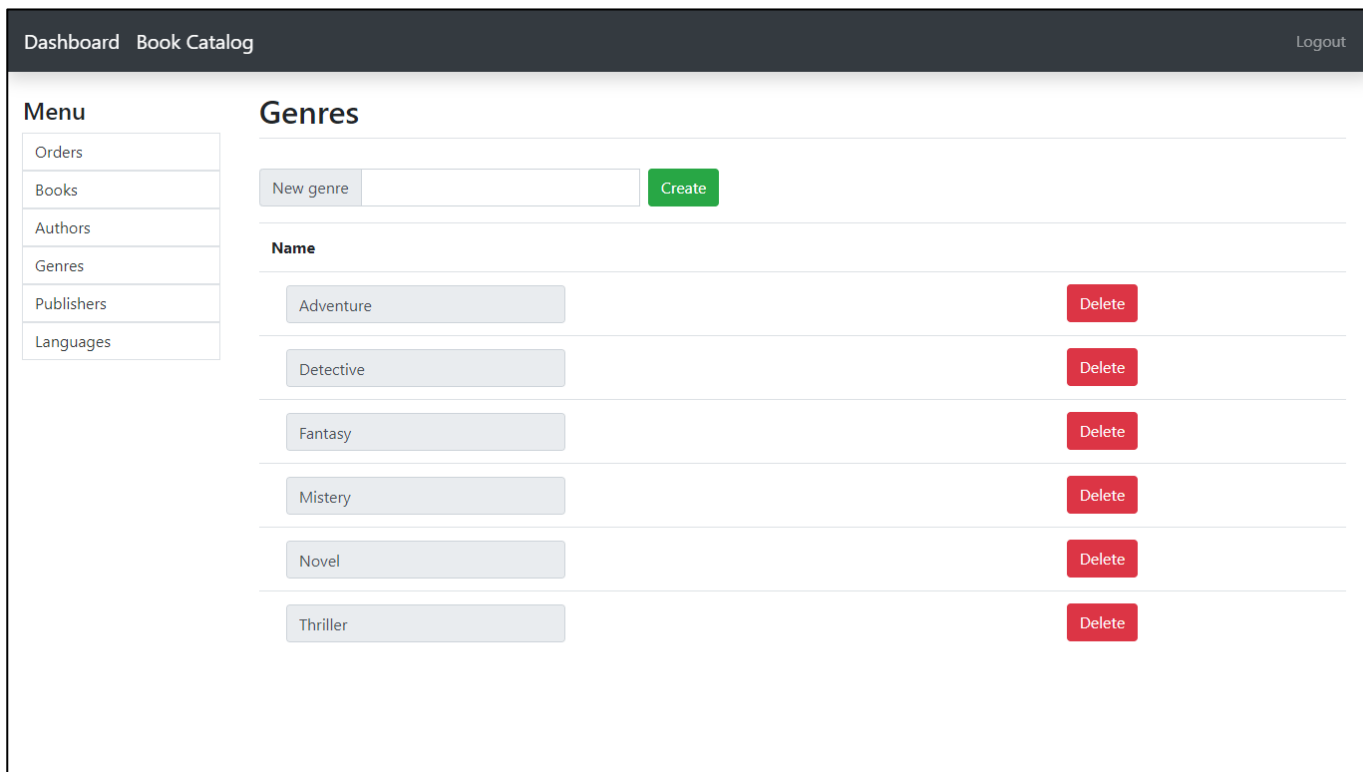 Dashboard Book Catalog Logout
Menu
Orders
Books
Authors
Genres
Publishers
Languages
Genres
New genre Create
Name
Adventure Delete
Detective Delete
Fantasy Delete
Mistery Delete
Novel Delete
Thriller Delete